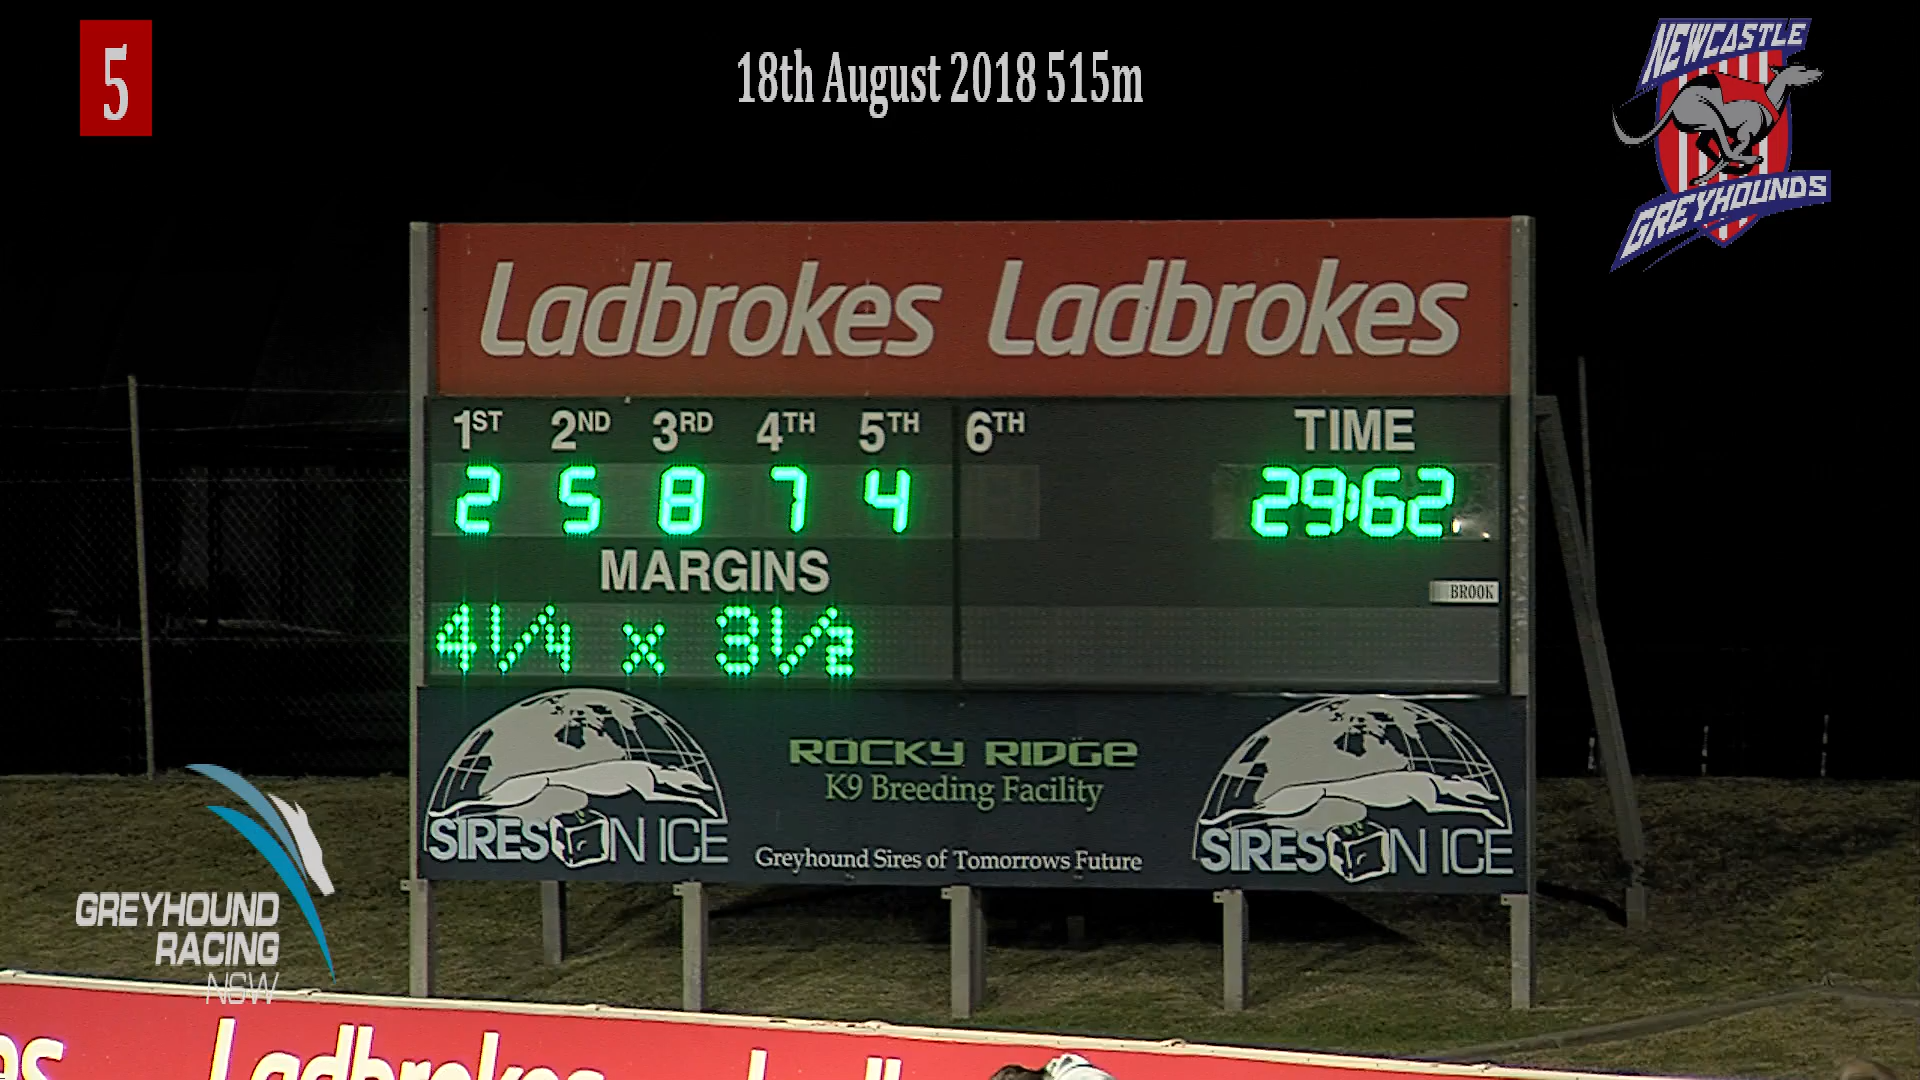 5
18th August 2018 515m
NEWCASTLE
GREYHOUNDS
Ladbrokes Ladbrokes
1ST 2ND 3RD 4TH 5TH 6TH TIME
2 5 8 7 4 29:62
MARGINS
BROOK
4 1/4 x 3 1/2
ROCKY RIDGE
K9 Breeding Facility
SIRES ON ICE
Greyhound Sires of Tomorrows Future
SIRES ON ICE
GREYHOUND
RACING
NSW
es Ladbrokes